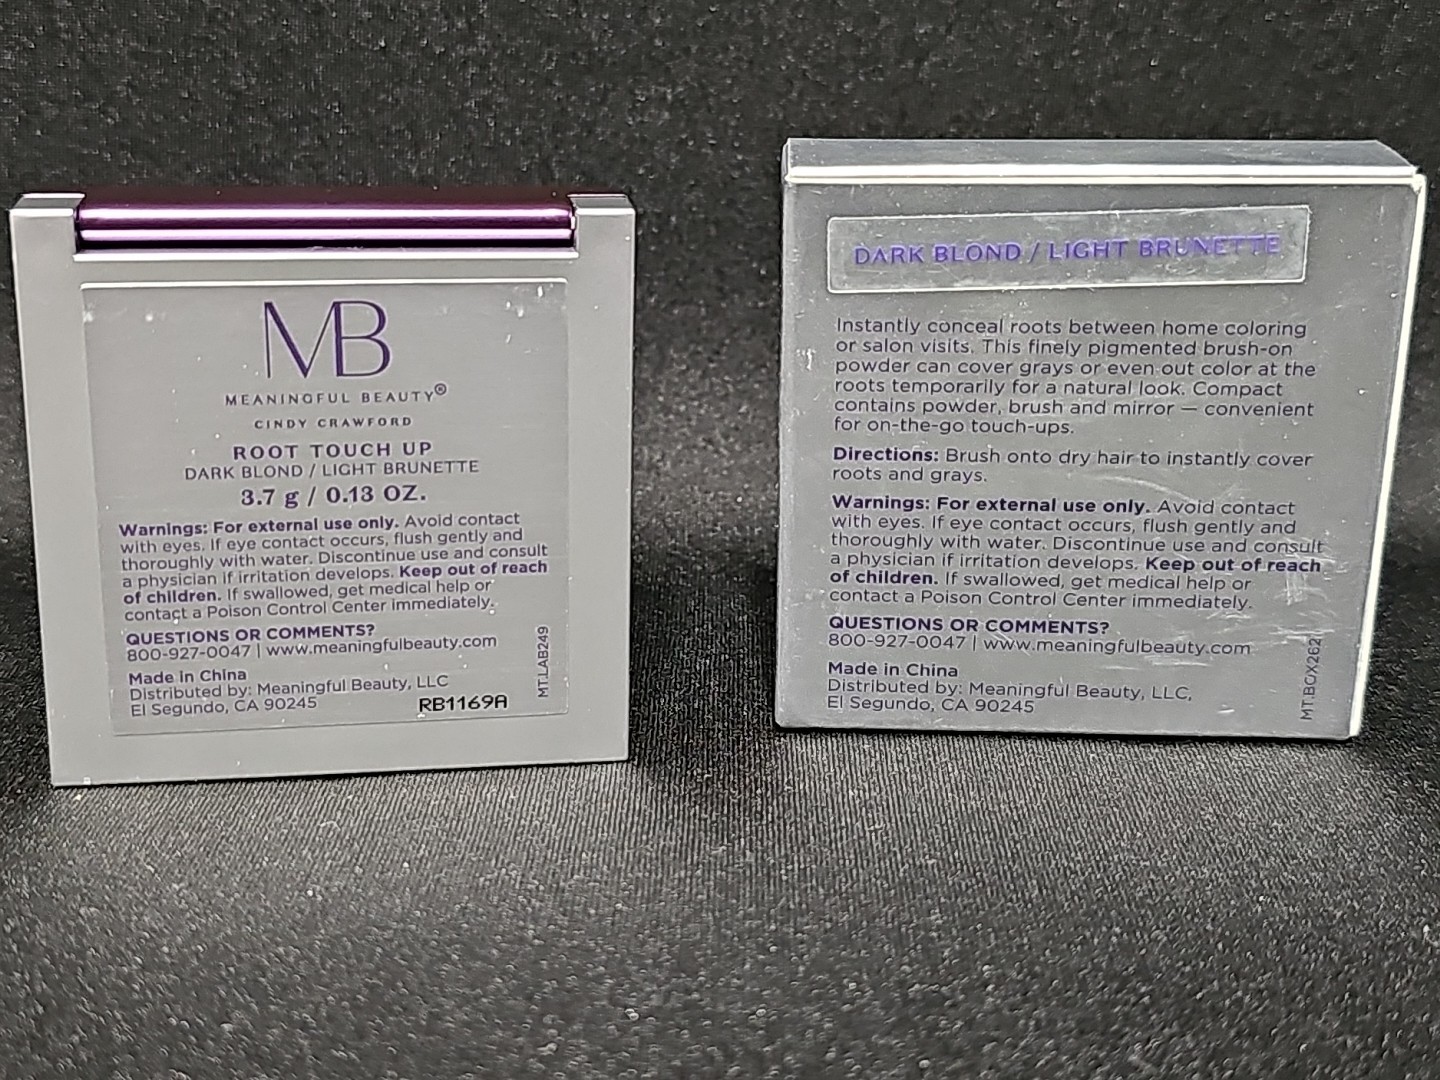 MB
MEANINGFUL BEAUTY®
CINDY CRAWFORD
ROOT TOUCH UP
DARK BLOND / LIGHT BRUNETTE
3.7 g / 0.13 OZ.
Warnings: For external use only. Avoid contact
with eyes. If eye contact occurs, flush gently and
thoroughly with water. Discontinue use and consult
a physician if irritation develops. Keep out of reach
of children. If swallowed, get medical help or
contact a Poison Control Center immediately.
QUESTIONS OR COMMENTS?
800-927-0047 | www.meaningfulbeauty.com
Made in China
Distributed by: Meaningful Beauty, LLC
El Segundo, CA 90245
RB1169A
MT.LAB249
DARK BLOND / LIGHT BRUNETTE
Instantly conceal roots between home coloring
or salon visits. This finely pigmented brush-on
powder can cover grays or even out color at the
roots temporarily for a natural look. Compact
contains powder, brush and mirror — convenient
for on-the-go touch-ups.
Directions: Brush onto dry hair to instantly cover
roots and grays.
Warnings: For external use only. Avoid contact
with eyes. If eye contact occurs, flush gently and
thoroughly with water. Discontinue use and consult
a physician if irritation develops. Keep out of reach
of children. If swallowed, get medical help or
contact a Poison Control Center immediately.
QUESTIONS OR COMMENTS?
800-927-0047 | www.meaningfulbeauty.com
Made in China
Distributed by: Meaningful Beauty, LLC,
El Segundo, CA 90245
MT.BOX262